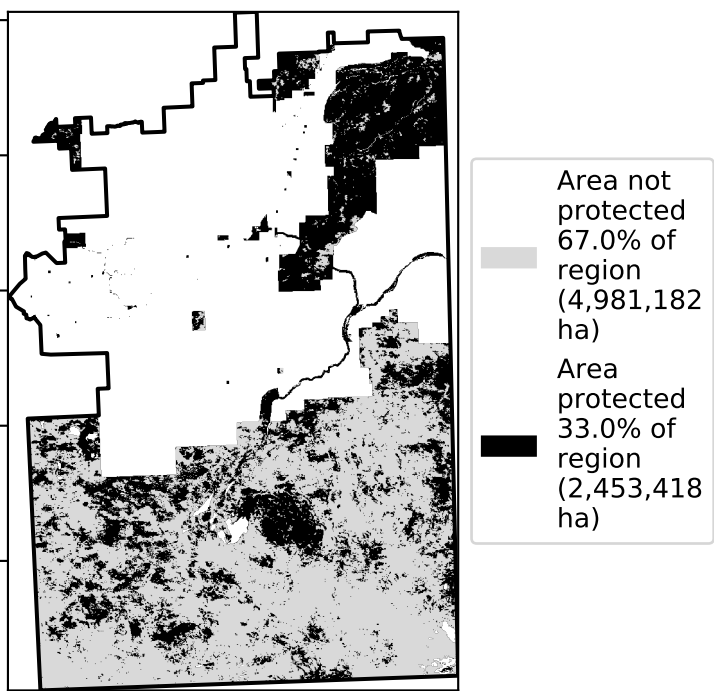 Area not
protected
67.0% of
region
(4,981,182
ha)
Area
protected
33.0% of
region
(2,453,418
ha)